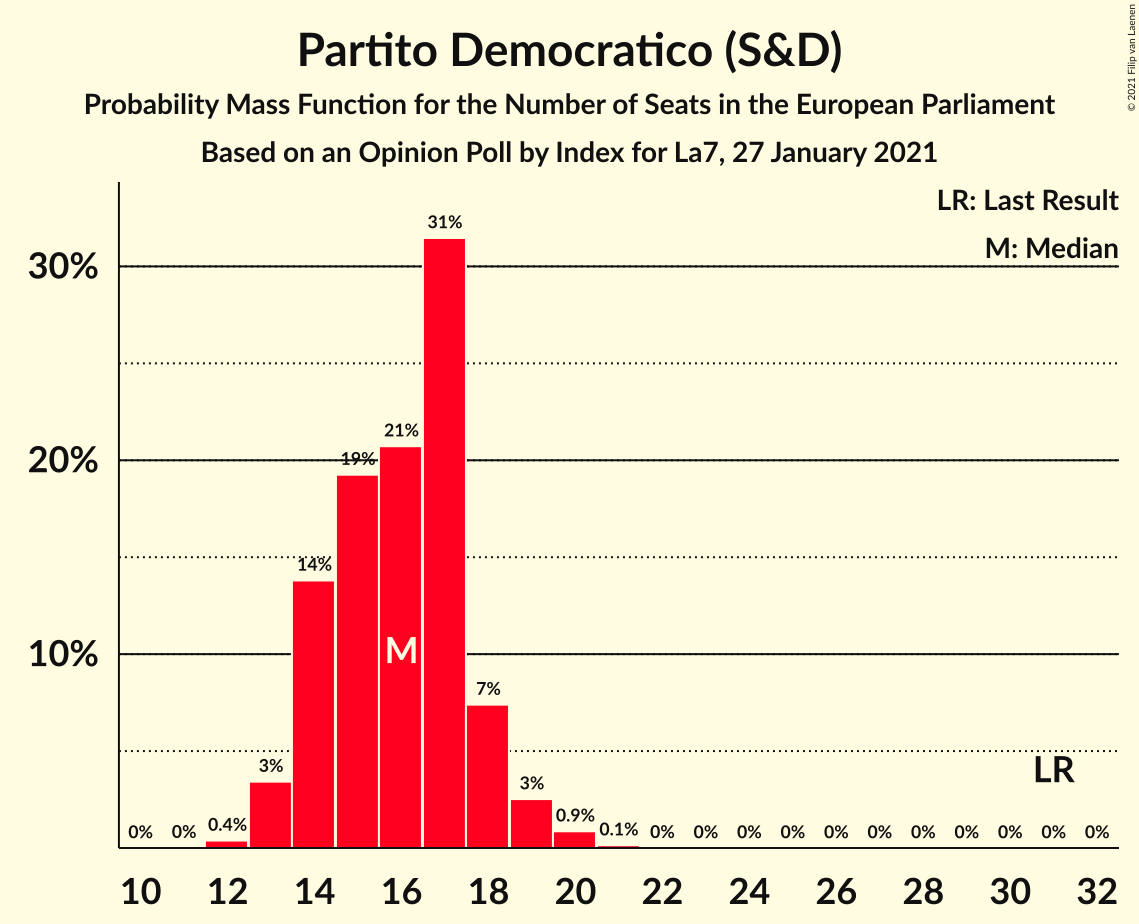 Partito Democratico (S&D)
Probability Mass Function for the Number of Seats in the European Parliament
Based on an Opinion Poll by Index for La7, 27 January 2021
© 2021 Filip van Laenen
LR: Last Result
M: Median
30%
20%
10%
0% 0% 0.4% 3% 14% 19% 21% 31% 7% 3% 0.9% 0.1% 0% 0% 0% 0% 0% 0% 0% 0% 0% 0% 0%
M
LR
10 12 14 16 18 20 22 24 26 28 30 32